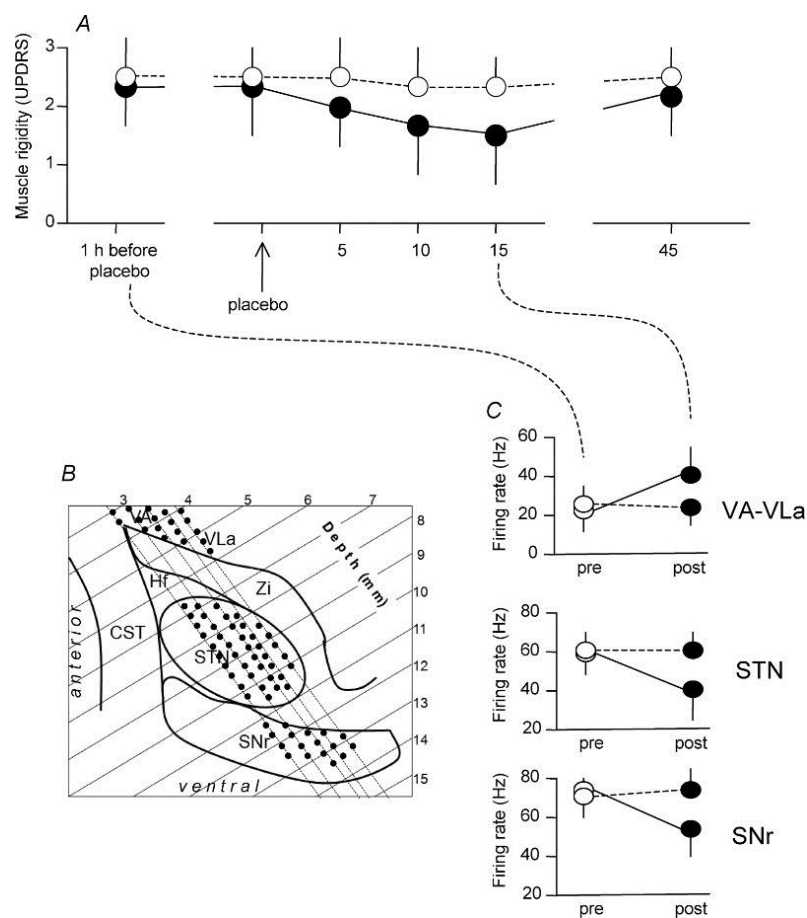 A
Muscle rigidity (UPDRS)
3
2
1
0
1 h before
placebo
placebo
5
10
15
45
B
3
4
5
6
7
8
9
10
11
12
13
14
15
VA
VLa
Depth (mm)
Hf
Zi
CST
STN
SNr
anterior
ventral
C
Firing rate (Hz)
60
40
20
0
pre
post
VA-VLa
Firing rate (Hz)
80
60
40
20
pre
post
STN
Firing rate (Hz)
80
60
40
20
pre
post
SNr